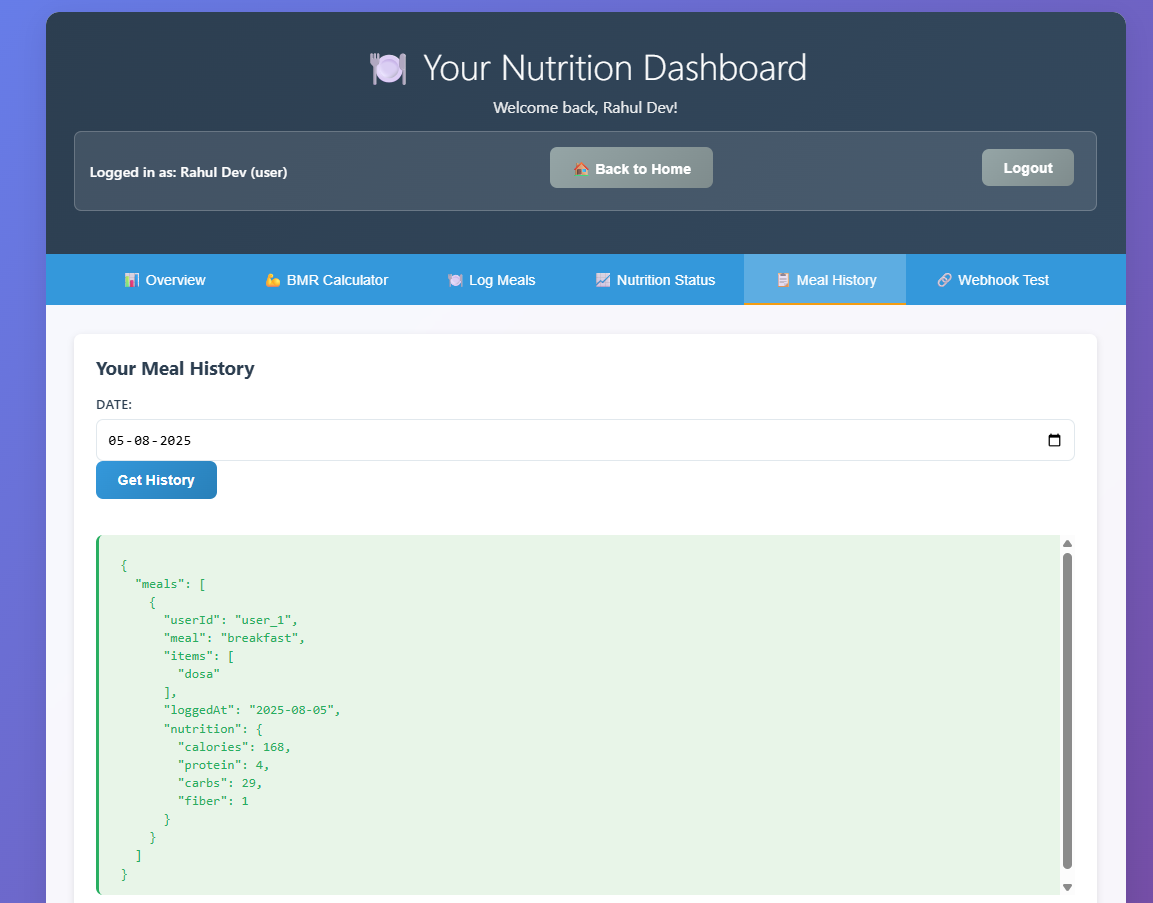 Your Nutrition Dashboard
Welcome back, Rahul Dev!
Logged in as: Rahul Dev (user)
Back to Home
Logout
Overview
BMR Calculator
Log Meals
Nutrition Status
Meal History
Webhook Test
Your Meal History
DATE:
05-08-2025
Get History
{
  "meals": [
    {
      "userId": "user_1",
      "meal": "breakfast",
      "items": [
        "dosa"
      ],
      "loggedAt": "2025-08-05",
      "nutrition": {
        "calories": 168,
        "protein": 4,
        "carbs": 29,
        "fiber": 1
      }
    }
  ]
}